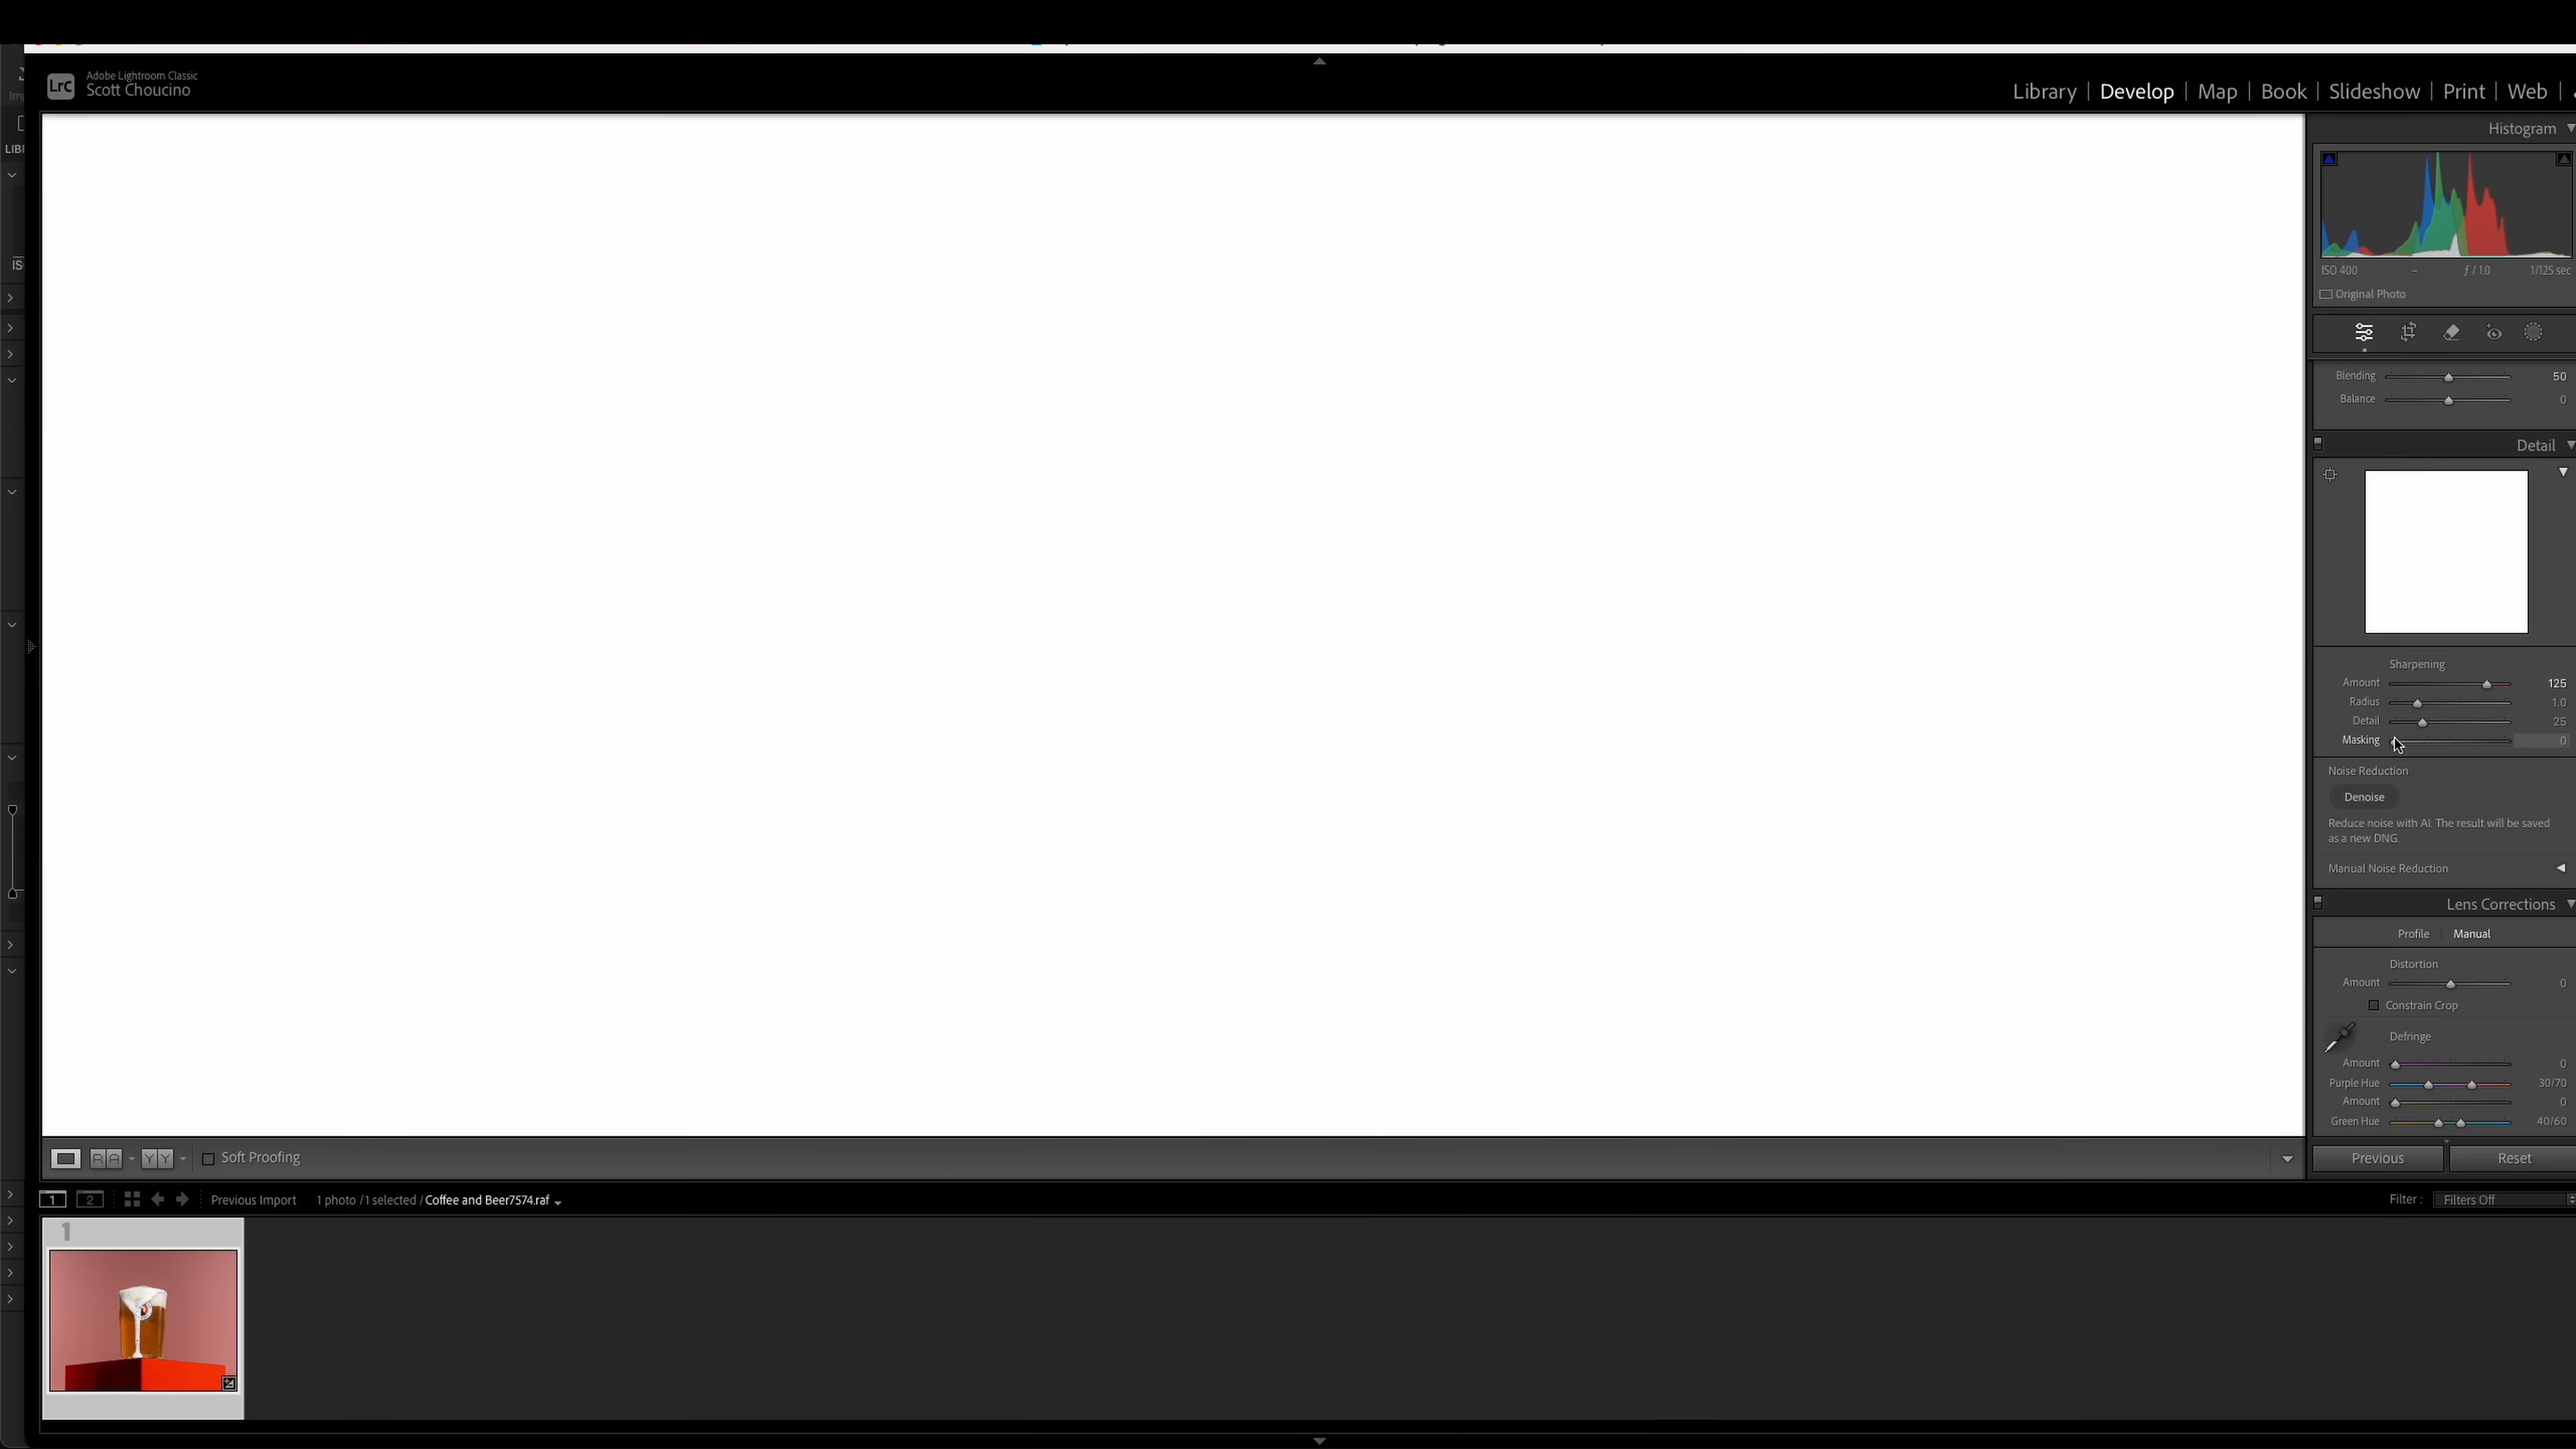 Adobe Lightroom Classic
Scott Choucino
Library | Develop | Map | Book | Slideshow | Print | Web |
LIB
Histogram
ISO 400 – ƒ / 1.0 1/125 sec
Original Photo
IS
Blending 50
Balance 0
Detail
Sharpening
Amount 125
Radius 1.0
Detail 25
Masking 0
Noise Reduction
Denoise
Reduce noise with AI. The result will be saved
as a new DNG.
Manual Noise Reduction
Lens Corrections
Profile Manual
Distortion
Amount 0
Constrain Crop
Defringe
Amount 0
Purple Hue 30/70
Amount 0
Green Hue 40/60
R A Y Y Soft Proofing
Previous Reset
1 2 Previous Import 1 photo / 1 selected / Coffee and Beer7574.raf
Filter : Filters Off
1